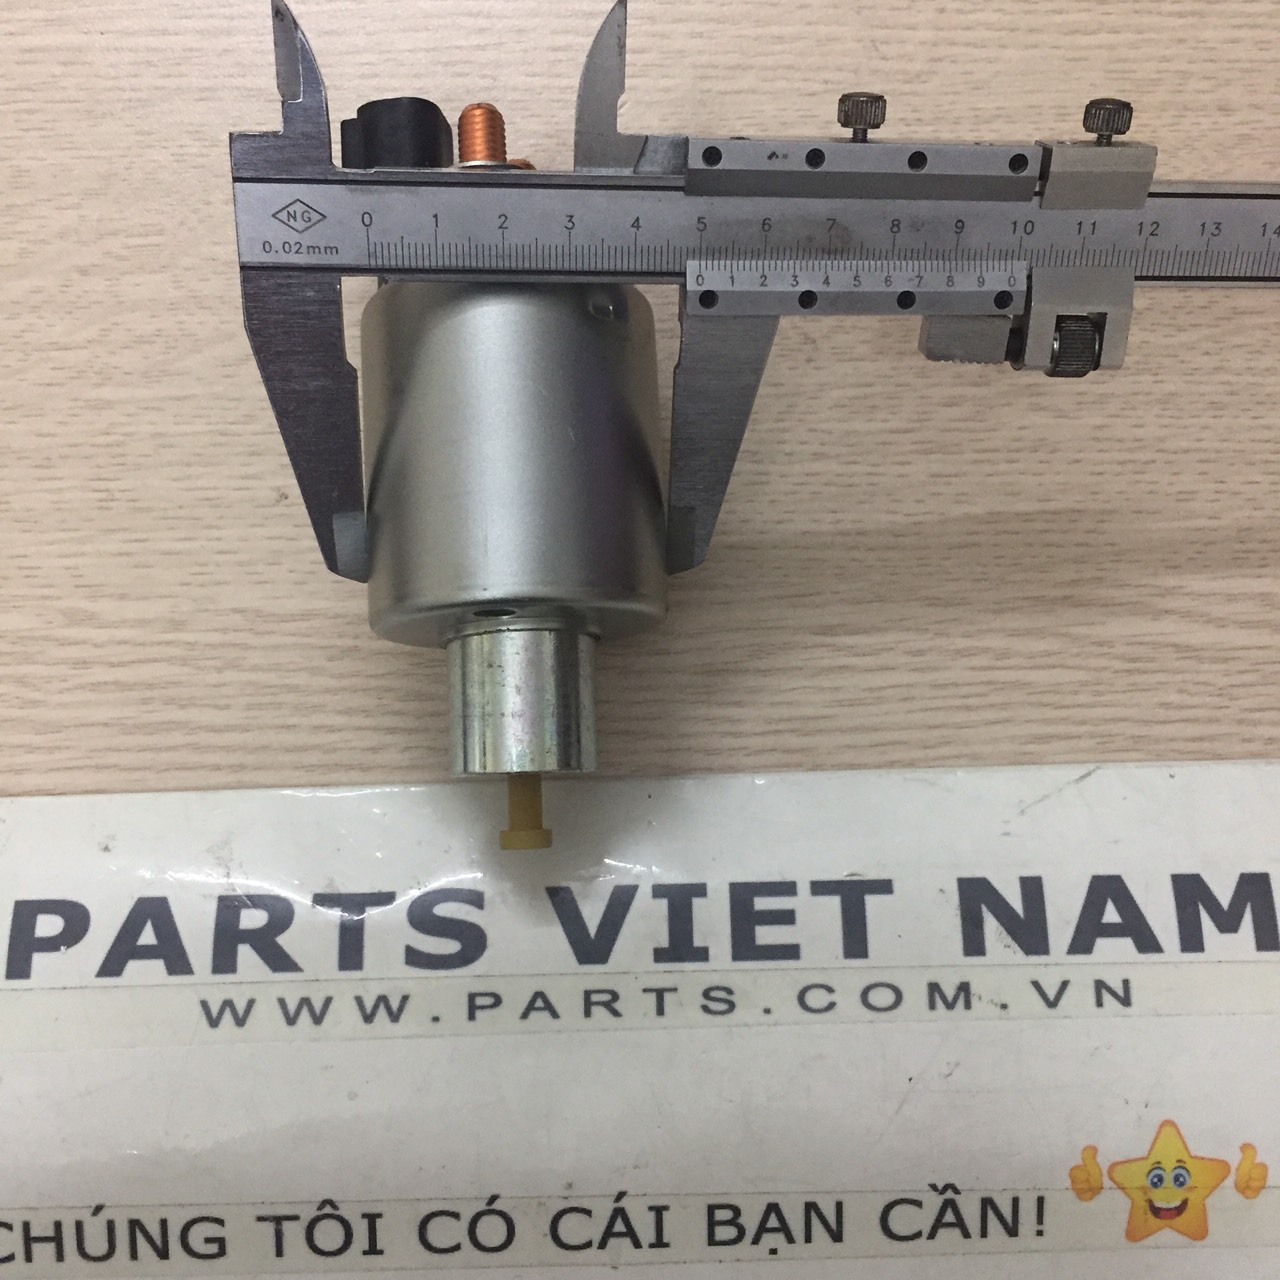 NG
0.02mm
0 1 2 3 4 5 6 7 8 9 10 11 12 13 14
0 1 2 3 4 5 6 7 8 9 0
PARTS VIET NAM
WWW.PARTS.COM.VN
CHÚNG TÔI CÓ CÁI BẠN CẦN!